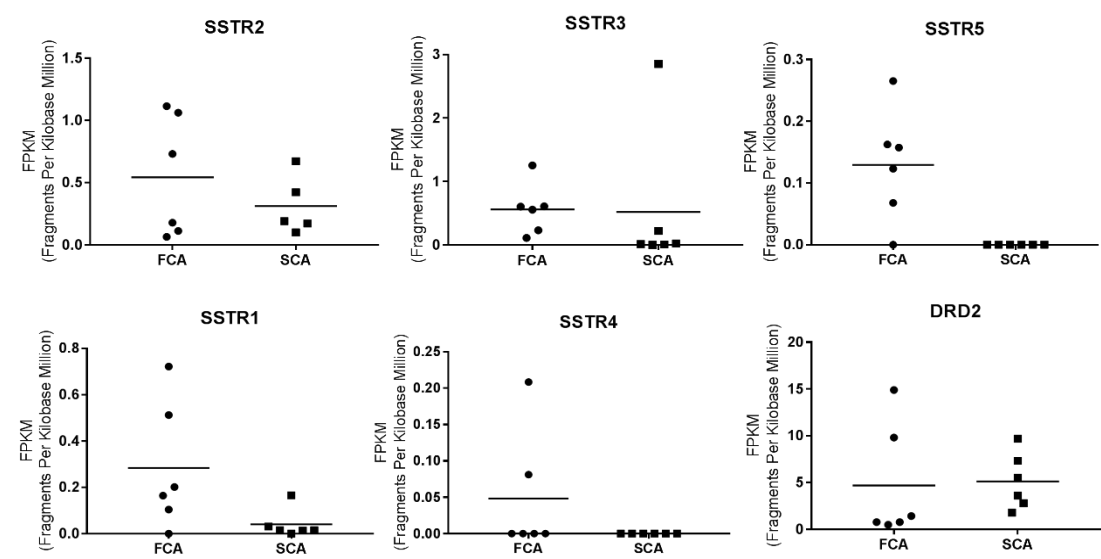 SSTR2
FPKM
(Fragments Per Kilobase Million)
1.5
1.0
0.5
0.0
FCA
SCA
SSTR3
FPKM
(Fragments Per Kilobase Million)
3
2
1
0
FCA
SCA
SSTR5
FPKM
(Fragments Per Kilobase Million)
0.3
0.2
0.1
0.0
FCA
SCA
SSTR1
FPKM
(Fragments Per Kilobase Million)
0.8
0.6
0.4
0.2
0.0
FCA
SCA
SSTR4
FPKM
(Fragments Per Kilobase Million)
0.25
0.20
0.15
0.10
0.05
0.00
FCA
SCA
DRD2
FPKM
(Fragments Per Kilobase Million)
20
15
10
5
0
FCA
SCA